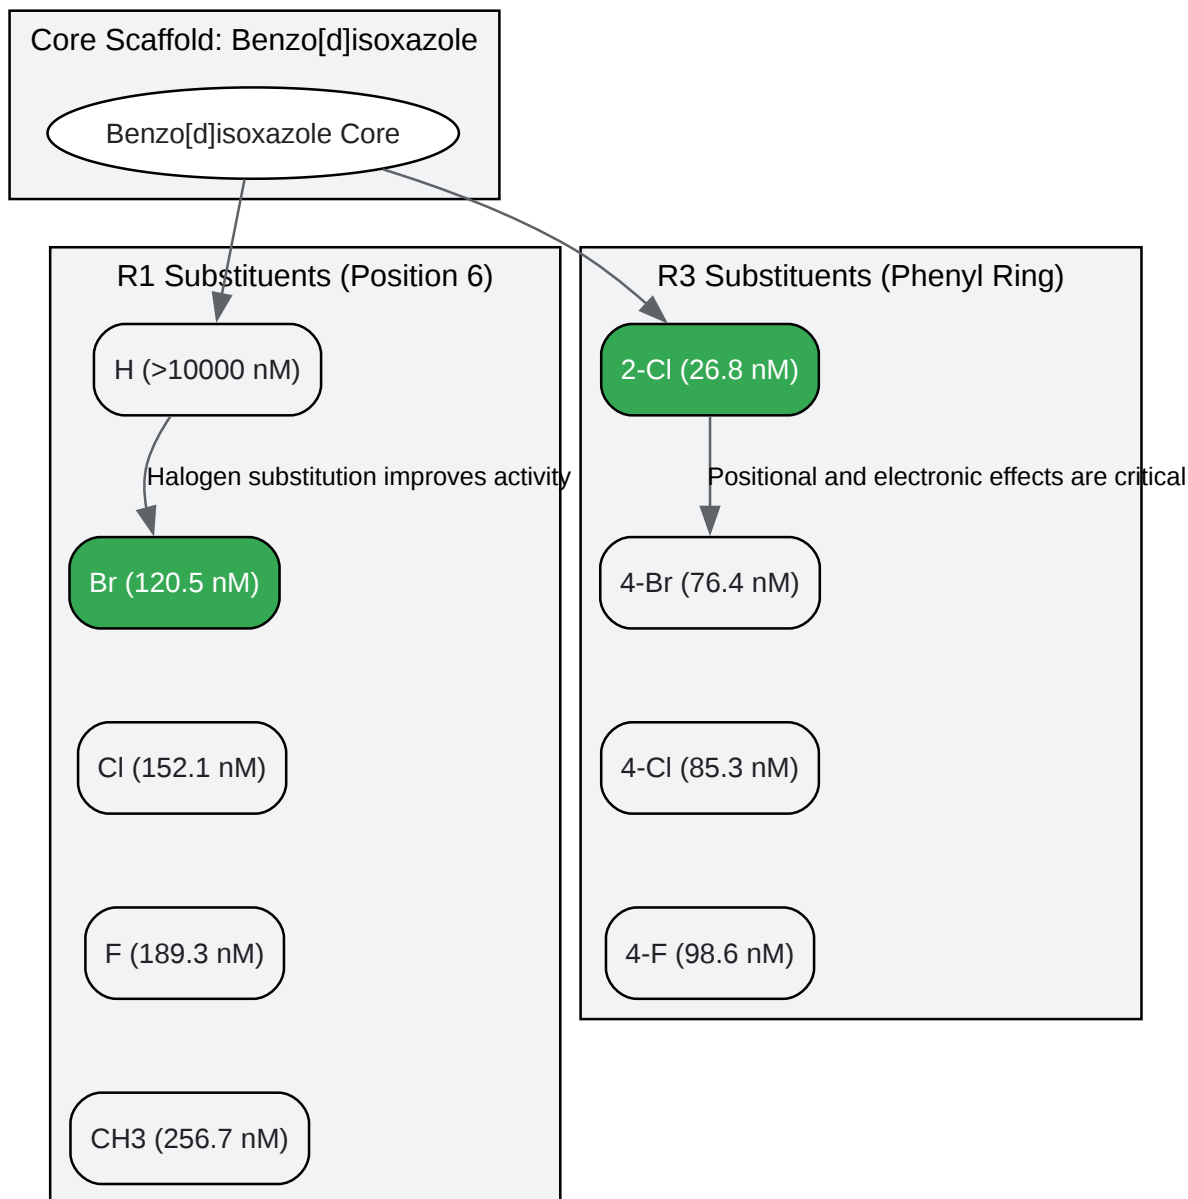 Core Scaffold: Benzo[d]isoxazole
Benzo[d]isoxazole Core
R1 Substituents (Position 6)
H (>10000 nM)
Halogen substitution improves activity
Br (120.5 nM)
Cl (152.1 nM)
F (189.3 nM)
CH3 (256.7 nM)
R3 Substituents (Phenyl Ring)
2-Cl (26.8 nM)
Positional and electronic effects are critical
4-Br (76.4 nM)
4-Cl (85.3 nM)
4-F (98.6 nM)